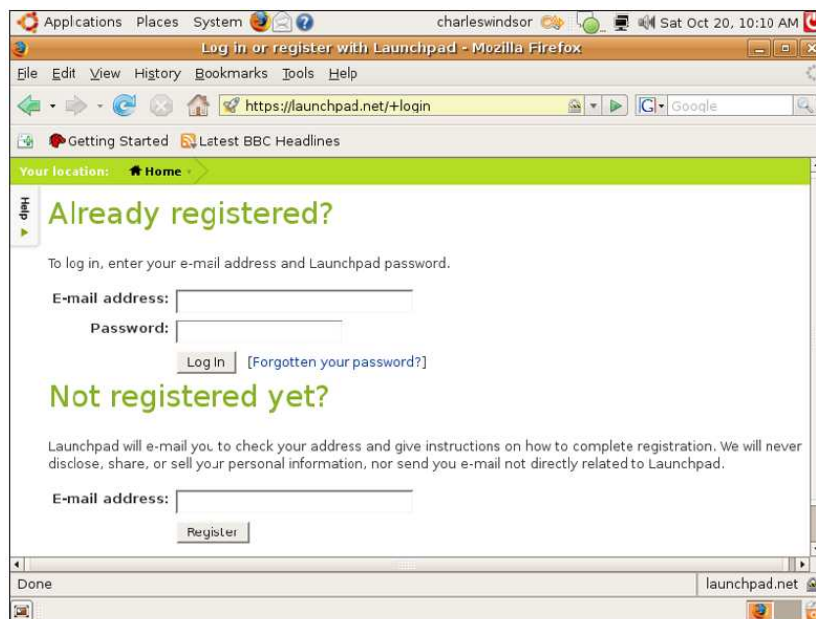 Applications Places System charleswindsor Sat Oct 20, 10:10 AM
Log in or register with Launchpad - Mozilla Firefox
File Edit View History Bookmarks Tools Help
https://launchpad.net/+login G Google
Getting Started Latest BBC Headlines
Your location: Home
Help
Already registered?
To log in, enter your e-mail address and Launchpad password.
E-mail address:
Password:
Log In [Forgotten your password?]
Not registered yet?
Launchpad will e-mail you to check your address and give instructions on how to complete registration. We will never
disclose, share, or sell your personal information, nor send you e-mail not directly related to Launchpad.
E-mail address:
Register
Done launchpad.net